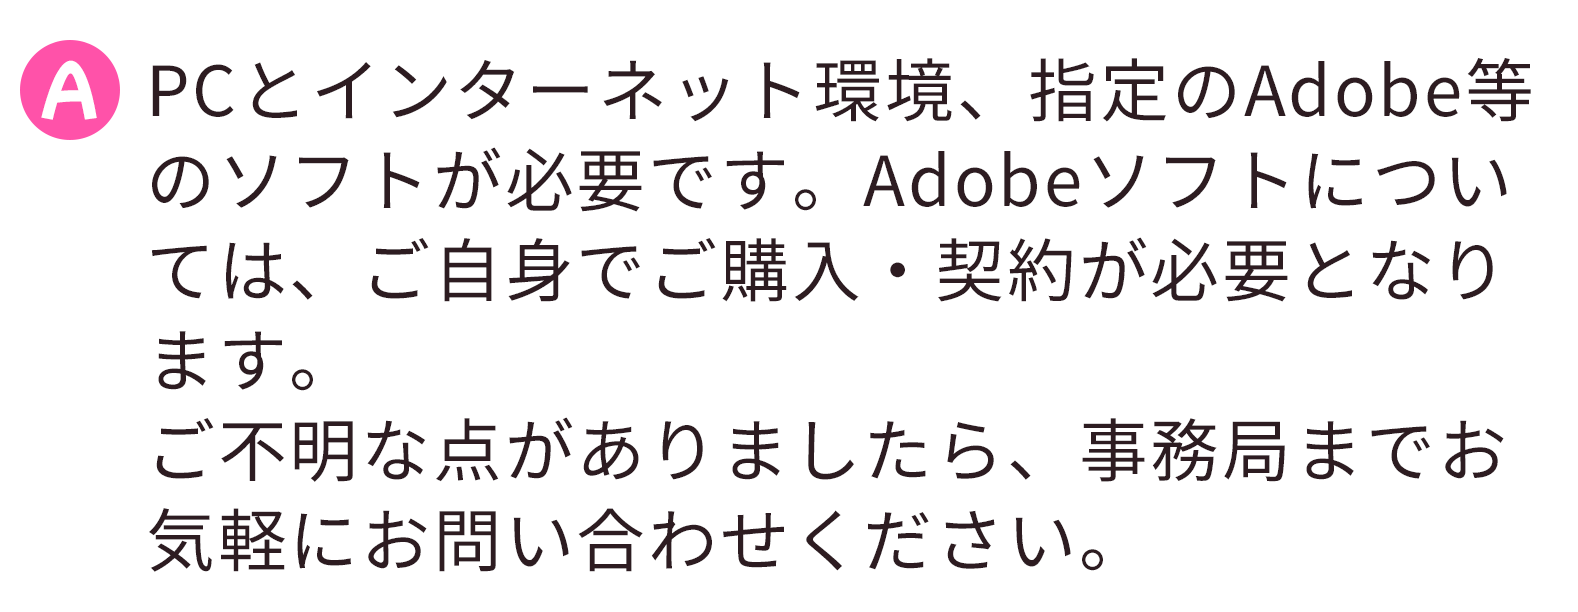 A PCとインターネット環境、指定のAdobe等
のソフトが必要です。Adobeソフトについ
ては、ご自身でご購入・契約が必要となり
ます。
ご不明な点がありましたら、事務局までお
気軽にお問い合わせください。